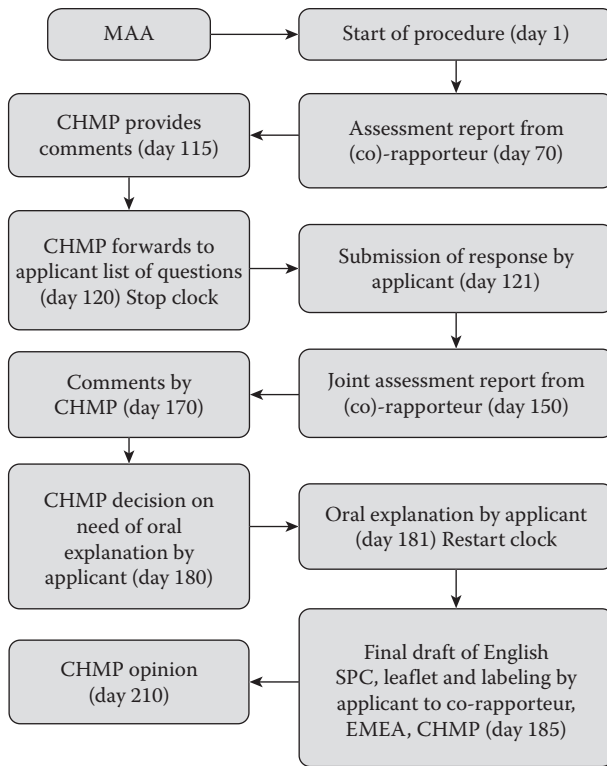 MAA
Start of procedure (day 1)
Assessment report from
(co)-rapporteur (day 70)
CHMP provides
comments (day 115)
CHMP forwards to
applicant list of questions
(day 120) Stop clock
Submission of response by
applicant (day 121)
Joint assessment report from
(co)-rapporteur (day 150)
Comments by
CHMP (day 170)
CHMP decision on
need of oral
explanation by
applicant (day 180)
Oral explanation by applicant
(day 181) Restart clock
Final draft of English
SPC, leaflet and labeling by
applicant to co-rapporteur,
EMEA, CHMP (day 185)
CHMP opinion
(day 210)